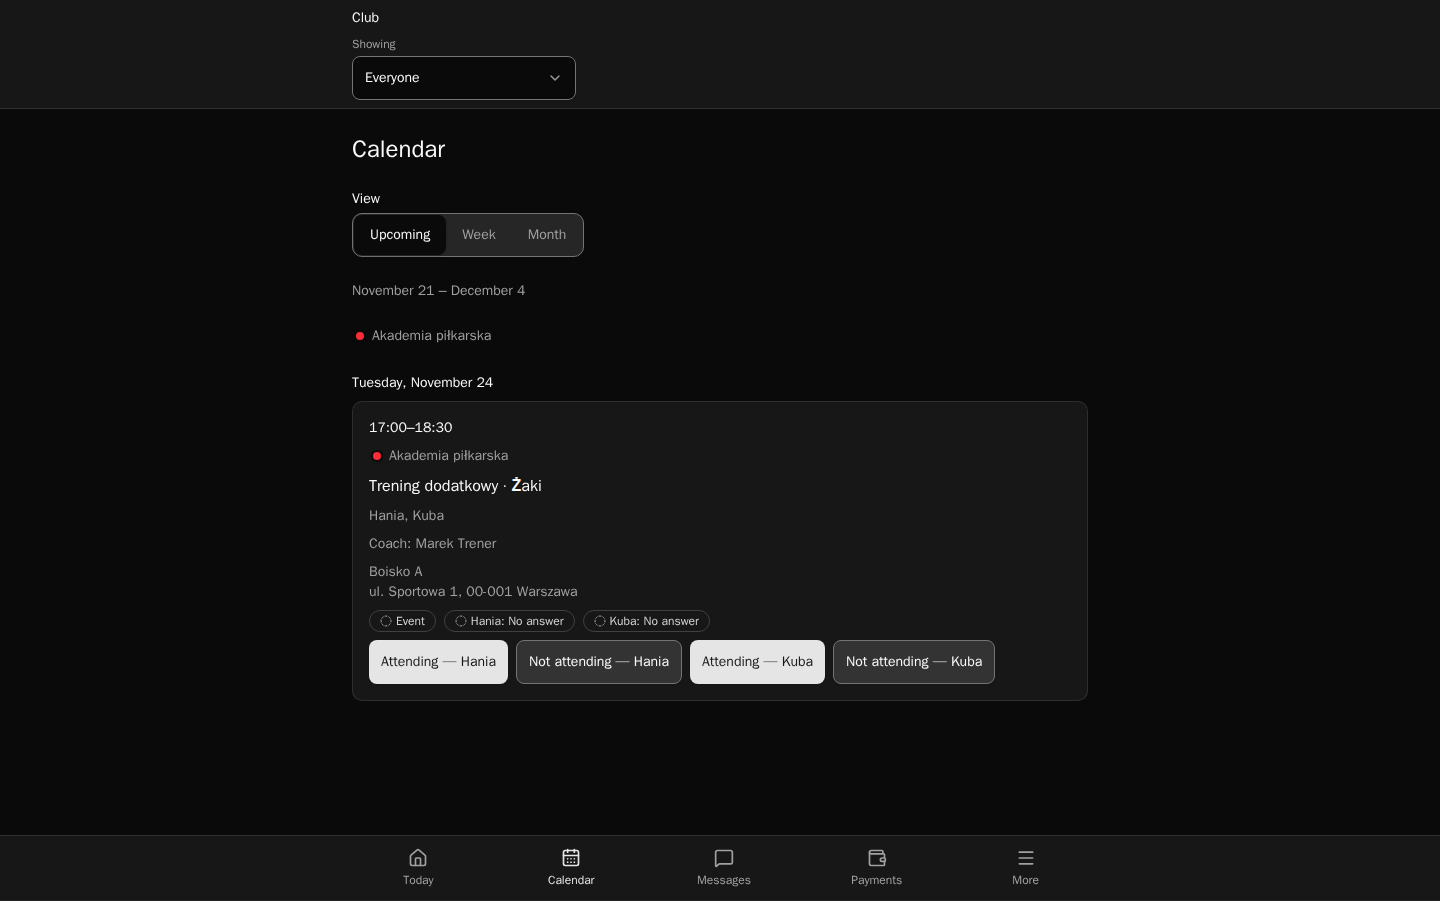 Club
Showing
Everyone
Calendar
View
Upcoming Week Month
November 21 – December 4
Akademia piłkarska
Tuesday, November 24
17:00–18:30
Akademia piłkarska
Trening dodatkowy · Żaki
Hania, Kuba
Coach: Marek Trener
Boisko A
ul. Sportowa 1, 00-001 Warszawa
Event Hania: No answer Kuba: No answer
Attending — Hania Not attending — Hania Attending — Kuba Not attending — Kuba
Today Calendar Messages Payments More